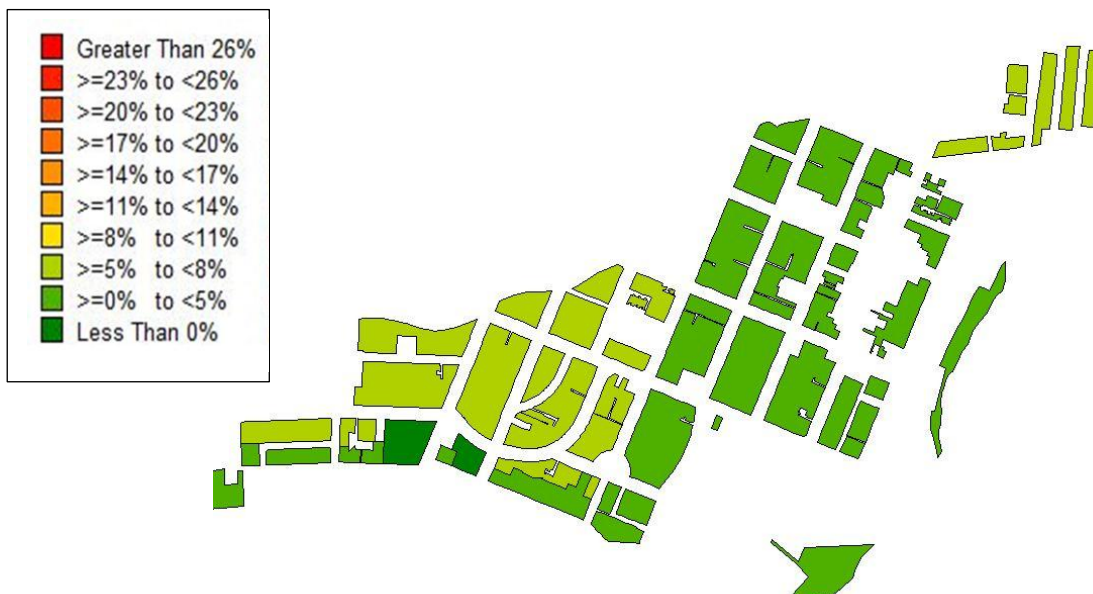 Greater Than 26%
>=23% to <26%
>=20% to <23%
>=17% to <20%
>=14% to <17%
>=11% to <14%
>=8% to <11%
>=5% to <8%
>=0% to <5%
Less Than 0%